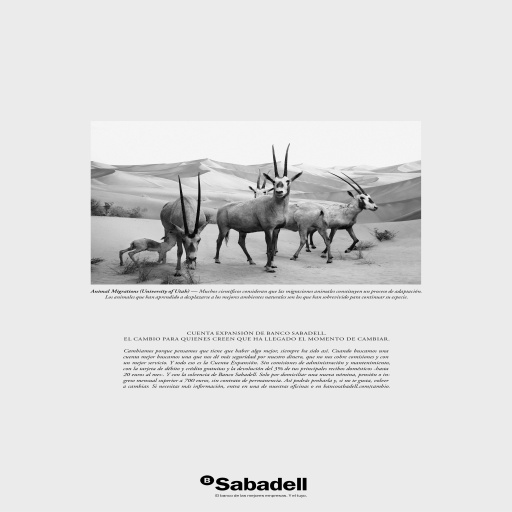 Animal Migrations (University of Utah) — Muchos científicos consideran que las migraciones animales constituyen un proceso de adaptación.
Los animales que han aprendido a desplazarse a los mejores ambientes naturales son los que han sobrevivido para continuar su especie.
CUENTA EXPANSIÓN DE BANCO SABADELL.
EL CAMBIO PARA QUIENES CREEN QUE HA LLEGADO EL MOMENTO DE CAMBIAR.
Cambiamos porque pensamos que tiene que haber algo mejor, siempre ha sido así. Cuando buscamos una
cuenta mejor buscamos una que nos dé más seguridad por nuestro dinero, que no nos cobre comisiones y con
un mejor servicio. Y todo eso es la Cuenta Expansión. Sin comisiones de administración y mantenimiento,
con la tarjeta de débito y crédito gratuitas y la devolución del 3% de tus principales recibos domésticos -hasta
20 euros al mes-. Y con la solvencia de Banco Sabadell. Solo por domiciliar una nueva nómina, pensión o in-
greso mensual superior a 700 euros, sin contrato de permanencia. Así podrás probarla y, si no te gusta, volver
a cambiar. Si necesitas más información, entra en una de nuestras oficinas o en bancosabadell.com/cambio.
B Sabadell
El banco de las mejores empresas. Y el tuyo.